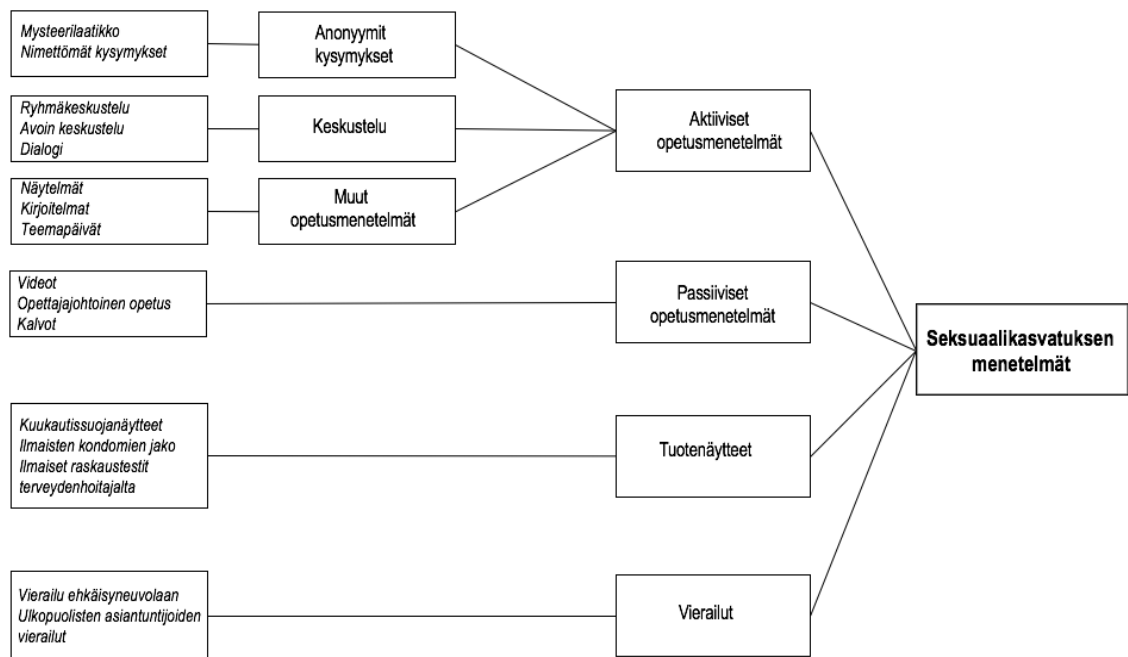 Mysteerilaatikko
Nimettömät kysymykset
Anonyymit
kysymykset
Ryhmäkeskustelu
Avoin keskustelu
Dialogi
Keskustelu
Aktiiviset
opetusmenetelmät
Näytelmät
Kirjoitelmat
Teemapäivät
Muut
opetusmenetelmät
Videot
Opettajajohtoinen opetus
Kalvot
Passiiviset
opetusmenetelmät
Seksuaalikasvatuksen
menetelmät
Kuukautissuojanäytteet
Ilmaisten kondomien jako
Ilmaiset raskaustestit
terveydenhoitajalta
Tuotenäytteet
Vierailu ehkäisyneuvolaan
Ulkopuolisten asiantuntijoiden
vierailut
Vierailut